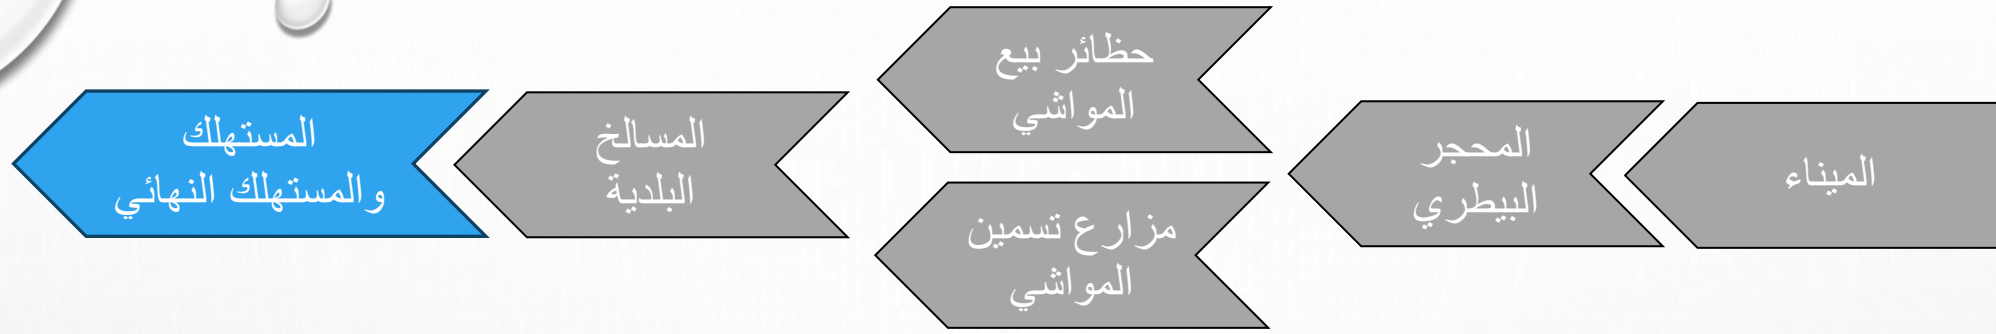 الميناء
المحجر
البيطري
حظائر بيع
المواشي
مزارع تسمين
المواشي
المسالخ
البلدية
المستهلك
والمستهلك النهائي